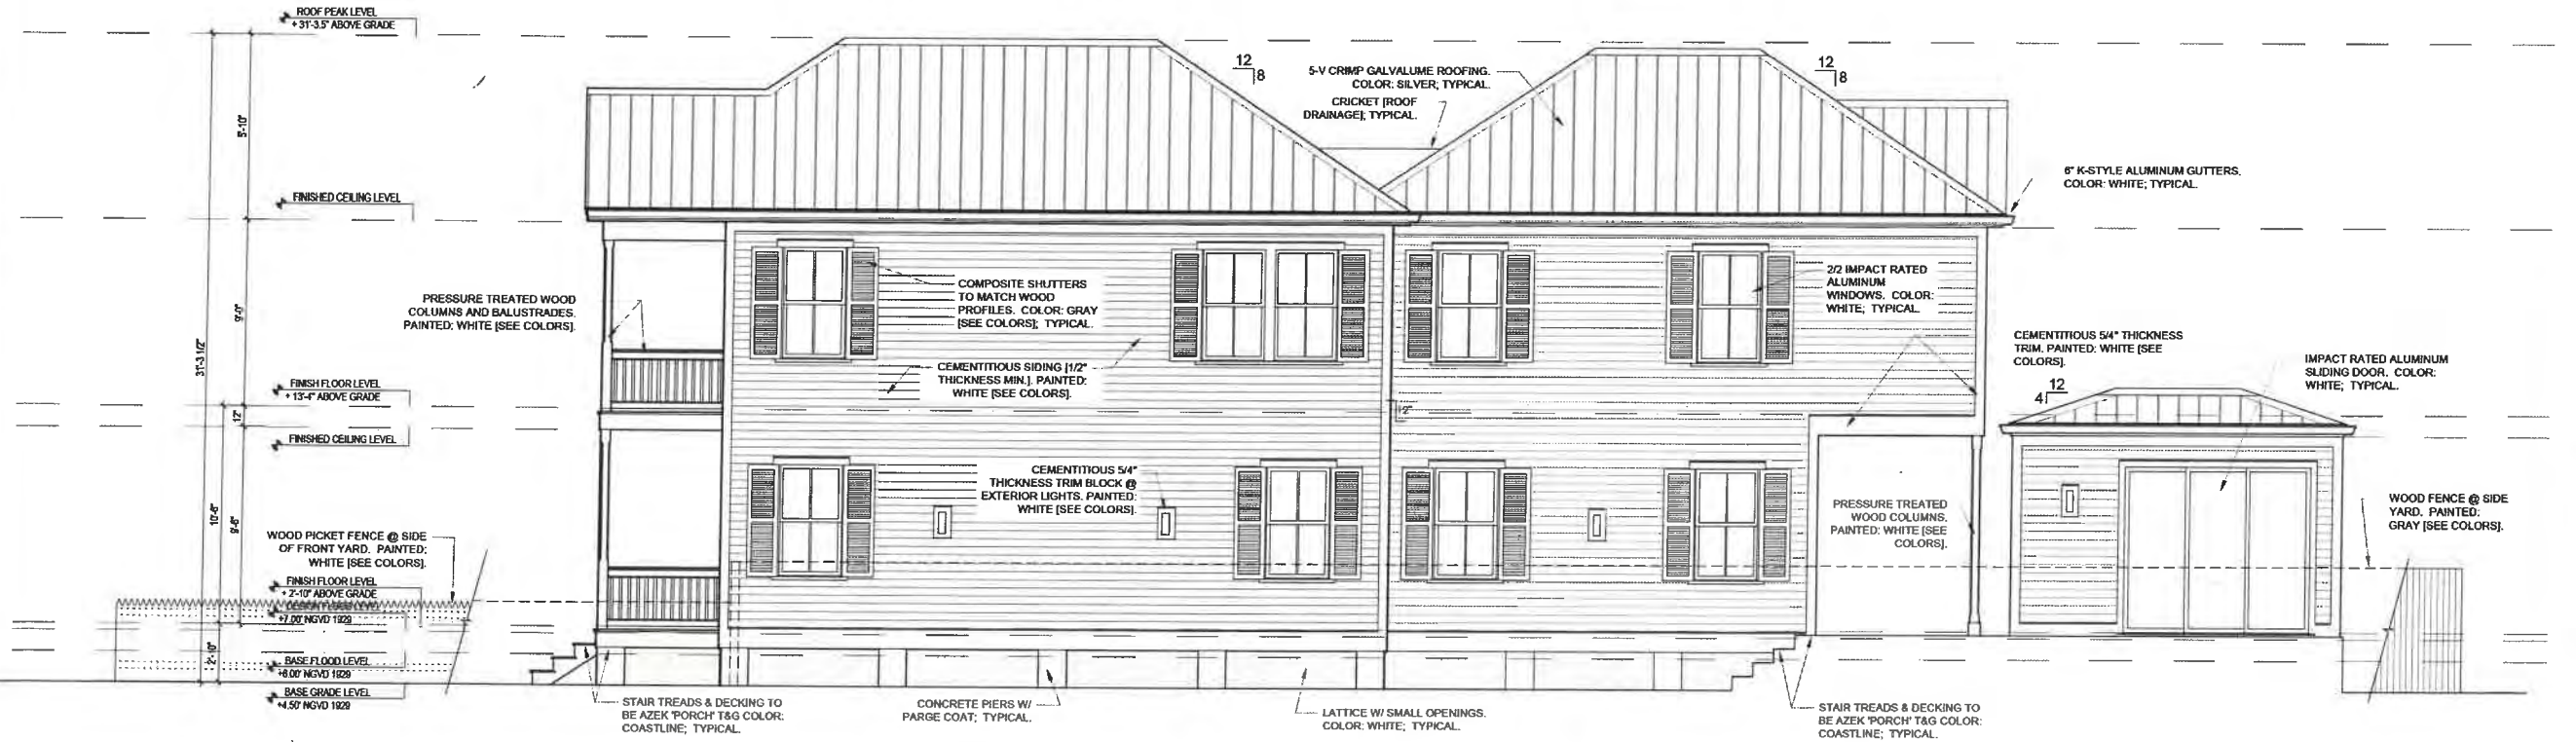 ROOF PEAK LEVEL
+ 31'-3.5" ABOVE GRADE
5'-10"
FINISHED CEILING LEVEL
9'-0"
31'-3 1/2"
FINISH FLOOR LEVEL
+ 13'-4" ABOVE GRADE
12"
FINISHED CEILING LEVEL
10'-6"
9'-6"
WOOD PICKET FENCE @ SIDE
OF FRONT YARD. PAINTED:
WHITE [SEE COLORS].
FINISH FLOOR LEVEL
+ 2'-10" ABOVE GRADE
DESIGN FLOOD LEVEL
+7.00' NGVD 1929
2'-10"
BASE FLOOD LEVEL
+6.00' NGVD 1929
BASE GRADE LEVEL
+4.50' NGVD 1929
PRESSURE TREATED WOOD
COLUMNS AND BALUSTRADES.
PAINTED: WHITE [SEE COLORS].
12
8
5-V CRIMP GALVALUME ROOFING.
COLOR: SILVER; TYPICAL.
CRICKET [ROOF
DRAINAGE]; TYPICAL.
12
8
6" K-STYLE ALUMINUM GUTTERS.
COLOR: WHITE; TYPICAL.
COMPOSITE SHUTTERS
TO MATCH WOOD
PROFILES. COLOR: GRAY
[SEE COLORS]; TYPICAL.
CEMENTITIOUS SIDING [1/2"
THICKNESS MIN.]. PAINTED:
WHITE [SEE COLORS].
2/2 IMPACT RATED
ALUMINUM
WINDOWS. COLOR:
WHITE; TYPICAL.
CEMENTITIOUS 5/4" THICKNESS
TRIM. PAINTED: WHITE [SEE
COLORS].
12
4
IMPACT RATED ALUMINUM
SLIDING DOOR. COLOR:
WHITE; TYPICAL.
2"
CEMENTITIOUS 5/4"
THICKNESS TRIM BLOCK @
EXTERIOR LIGHTS. PAINTED:
WHITE [SEE COLORS].
PRESSURE TREATED
WOOD COLUMNS.
PAINTED: WHITE [SEE
COLORS].
WOOD FENCE @ SIDE
YARD. PAINTED:
GRAY [SEE COLORS].
STAIR TREADS & DECKING TO
BE AZEK 'PORCH' T&G COLOR:
COASTLINE; TYPICAL.
CONCRETE PIERS W/
PARGE COAT; TYPICAL.
LATTICE W/ SMALL OPENINGS.
COLOR: WHITE; TYPICAL.
STAIR TREADS & DECKING TO
BE AZEK 'PORCH' T&G COLOR:
COASTLINE; TYPICAL.